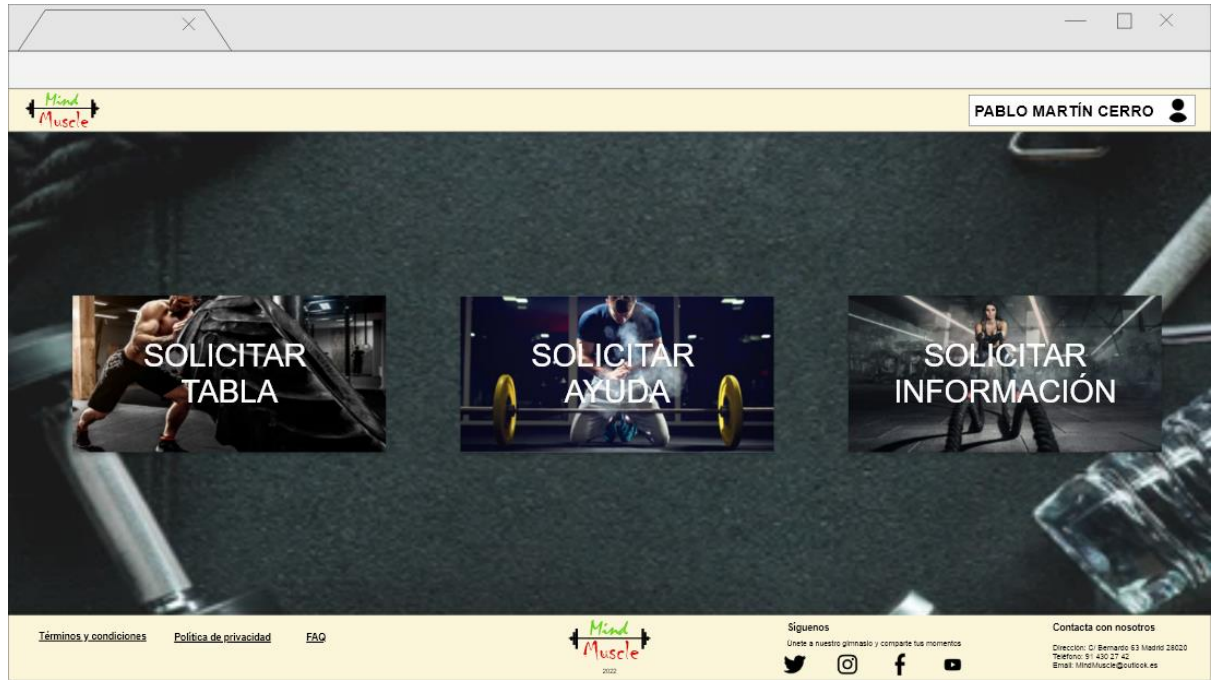 Mind
Muscle
PABLO MARTÍN CERRO
SOLICITAR
TABLA
SOLICITAR
AYUDA
SOLICITAR
INFORMACIÓN
Términos y condiciones
Política de privacidad
FAQ
Mind
Muscle
2022
Síguenos
Únete a nuestro gimnasio y comparte tus momentos
Contacta con nosotros
Dirección: C/ Bernardo 63 Madrid 28020
Teléfono: 91 430 27 42
Email: MindMuscle@outlook.es